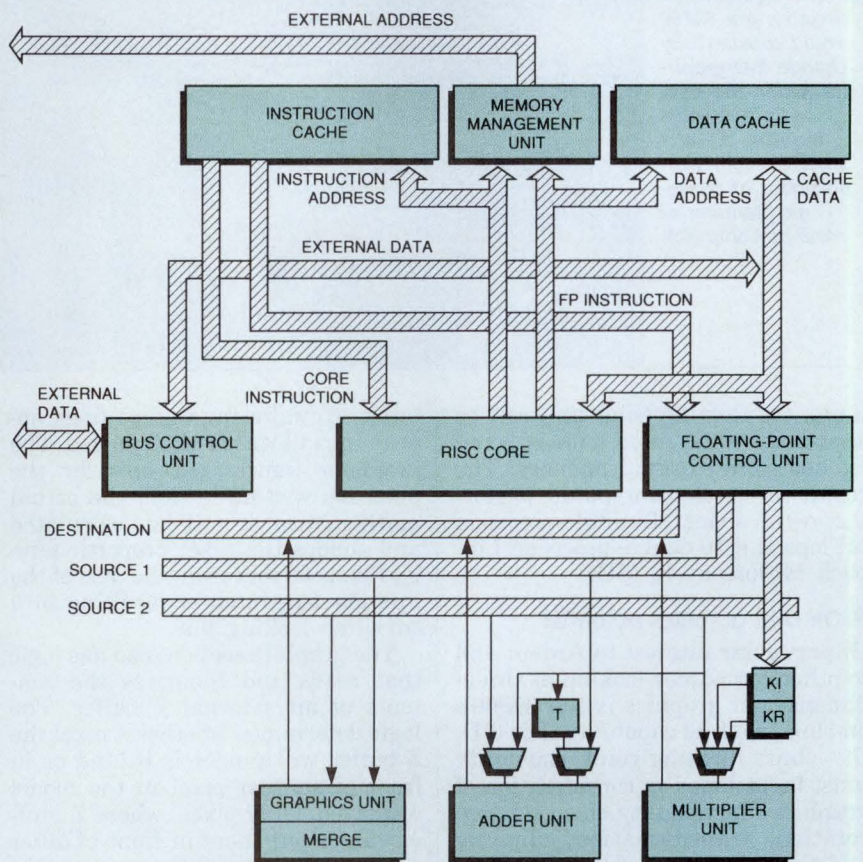 EXTERNAL ADDRESS
INSTRUCTION
CACHE
MEMORY
MANAGEMENT
UNIT
DATA CACHE
INSTRUCTION
ADDRESS
DATA
ADDRESS
CACHE
DATA
EXTERNAL DATA
FP INSTRUCTION
CORE
INSTRUCTION
EXTERNAL
DATA
BUS CONTROL
UNIT
RISC CORE
FLOATING-POINT
CONTROL UNIT
DESTINATION
SOURCE 1
SOURCE 2
KI
KR
T
GRAPHICS UNIT
MERGE
ADDER UNIT
MULTIPLIER
UNIT